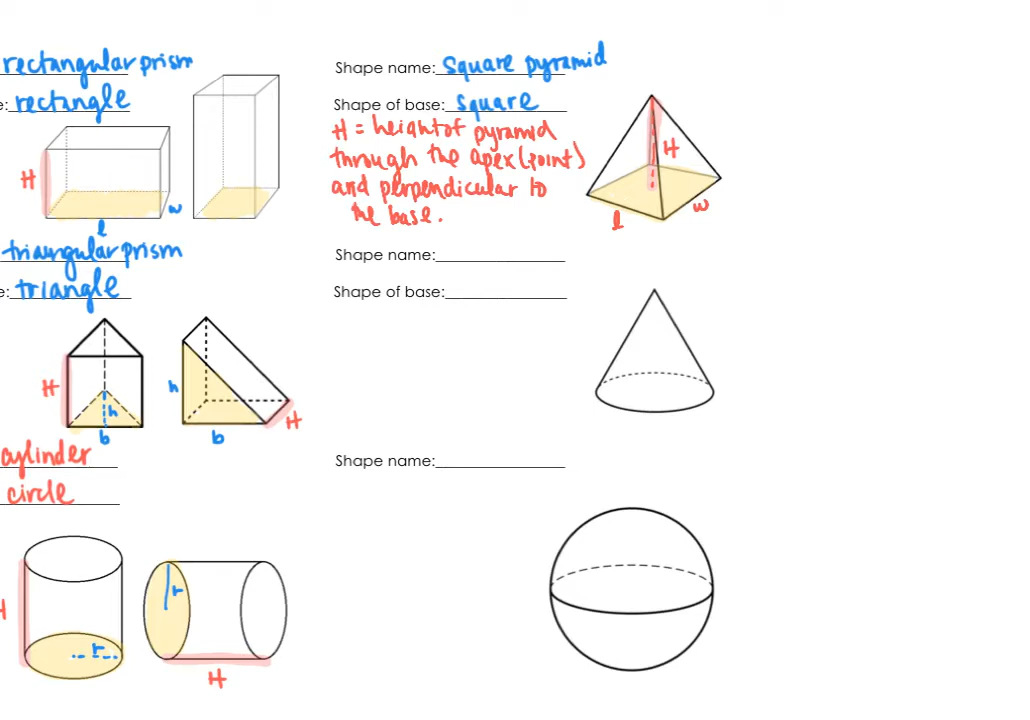 rectangular prism
e: rectangle
H
w
l
triangular prism
e: triangle
H
h
b
h
b
H
cylinder
circle
H
r
r
H
Shape name: square pyramid
Shape of base: square
H = height of pyramid
through the apex (point)
and perpendicular to
the base.
H
l
w
Shape name:
Shape of base:
Shape name: